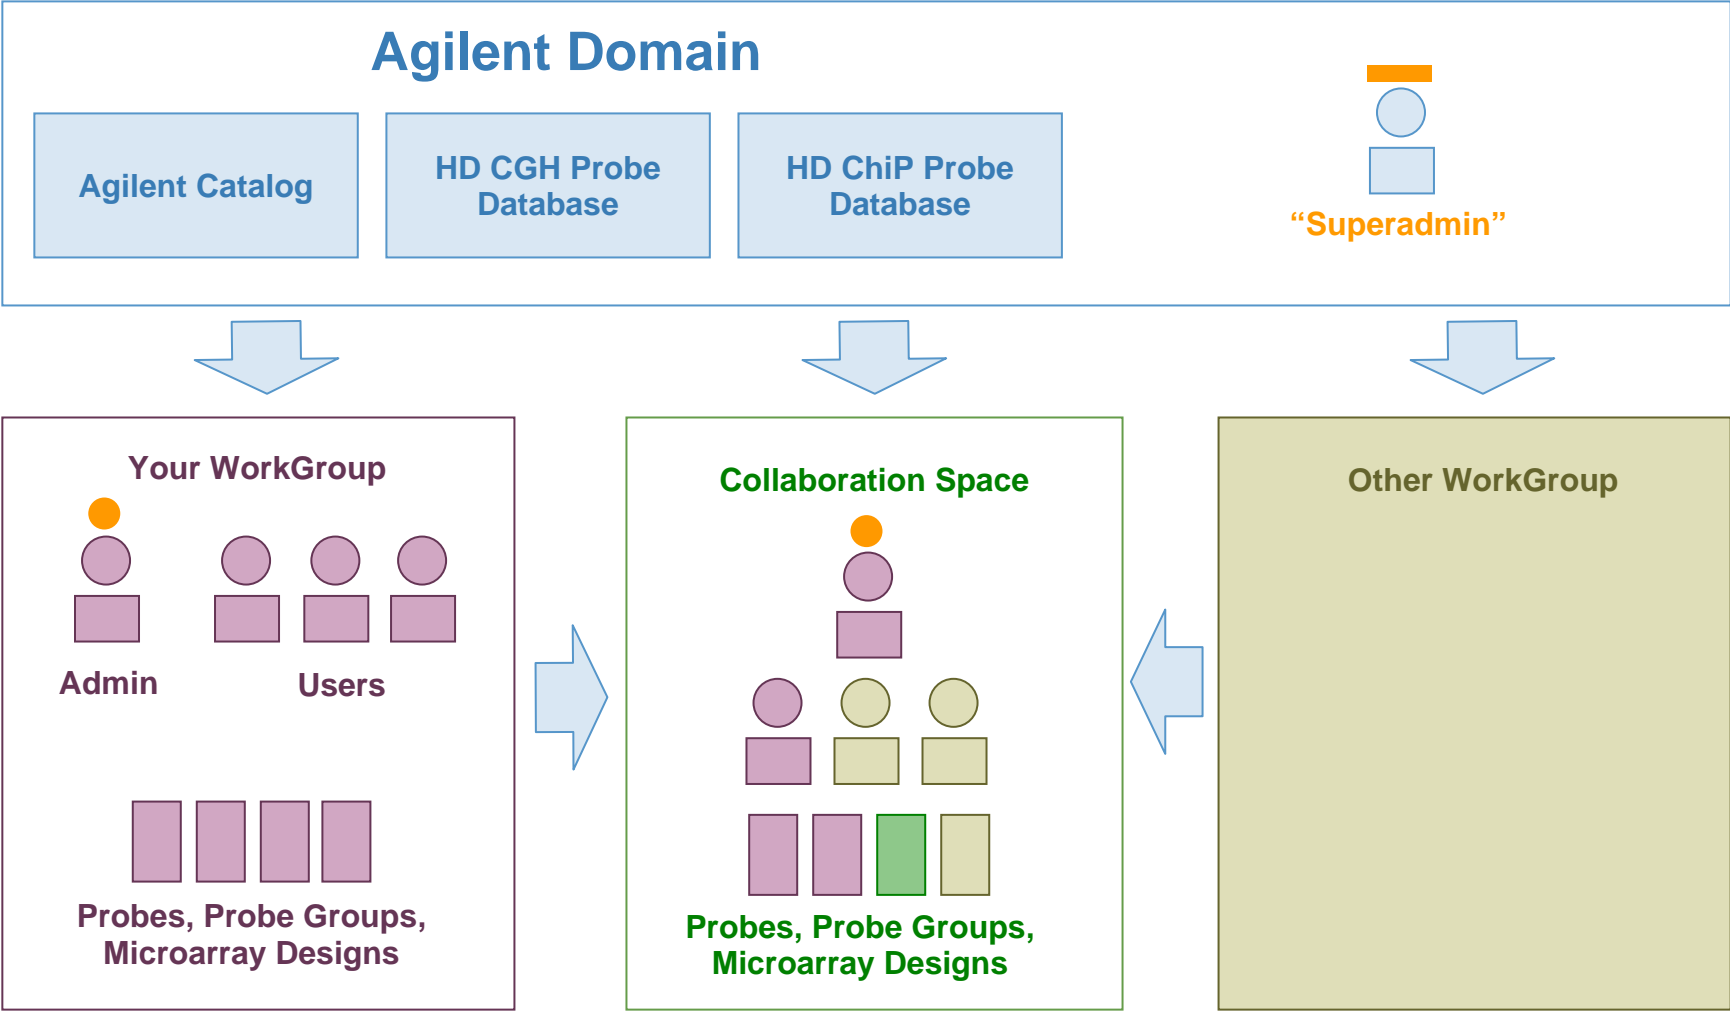 Agilent Domain
Agilent Catalog
HD CGH Probe
Database
HD ChiP Probe
Database
“Superadmin”
Your WorkGroup
Admin
Users
Probes, Probe Groups,
Microarray Designs
Collaboration Space
Probes, Probe Groups,
Microarray Designs
Other WorkGroup